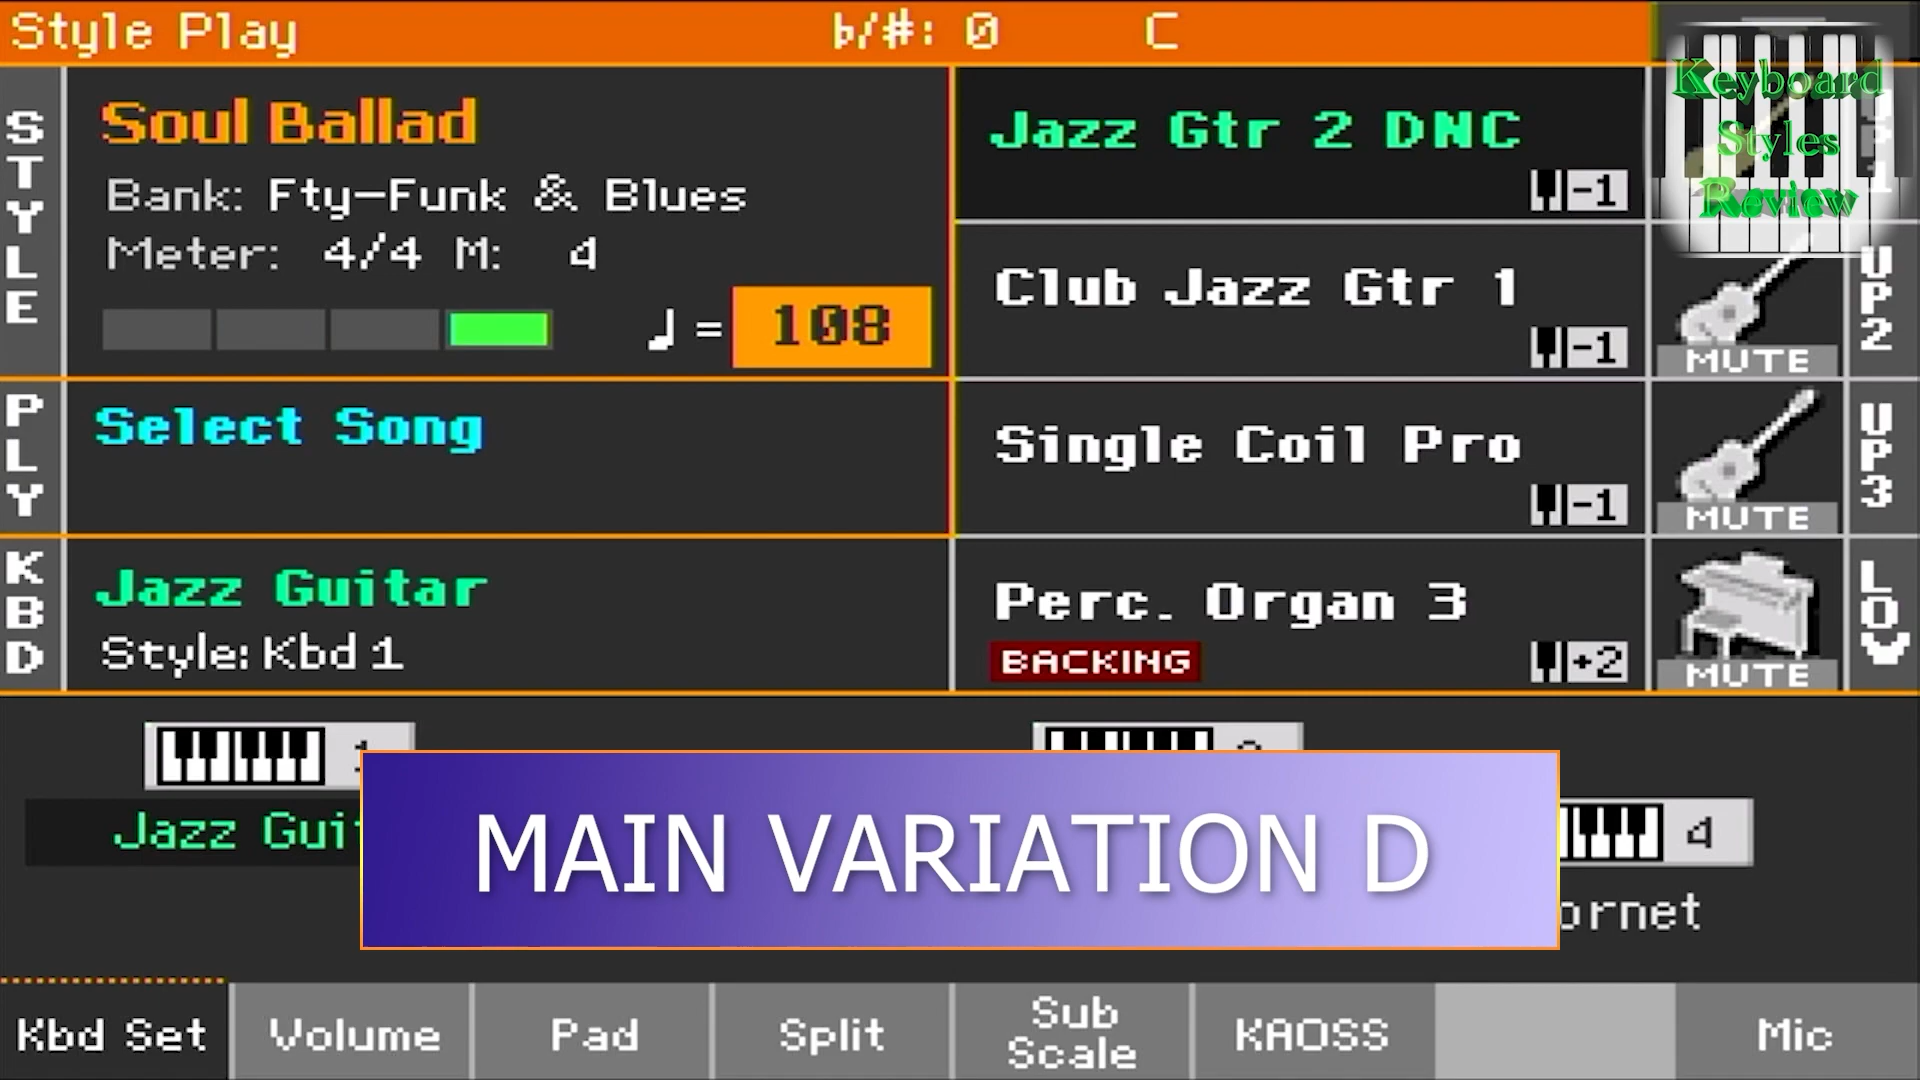 Style Play b/#: 0 C
Keyboard
Styles
Review
STYLE
Soul Ballad
Bank: Fty-Funk & Blues
Meter: 4/4 M: 4
♩ = 108
Jazz Gtr 2 DNC
-1
Club Jazz Gtr 1
-1
MUTE
UP2
PLY
Select Song
Single Coil Pro
-1
MUTE
UP3
KBD
Jazz Guitar
Style: Kbd 1
Perc. Organ 3
BACKING
+2
MUTE
LOW
Jazz
4
MAIN VARIATION D
Kbd Set
Volume
Pad
Split
Sub
Scale
KAOSS
Mic